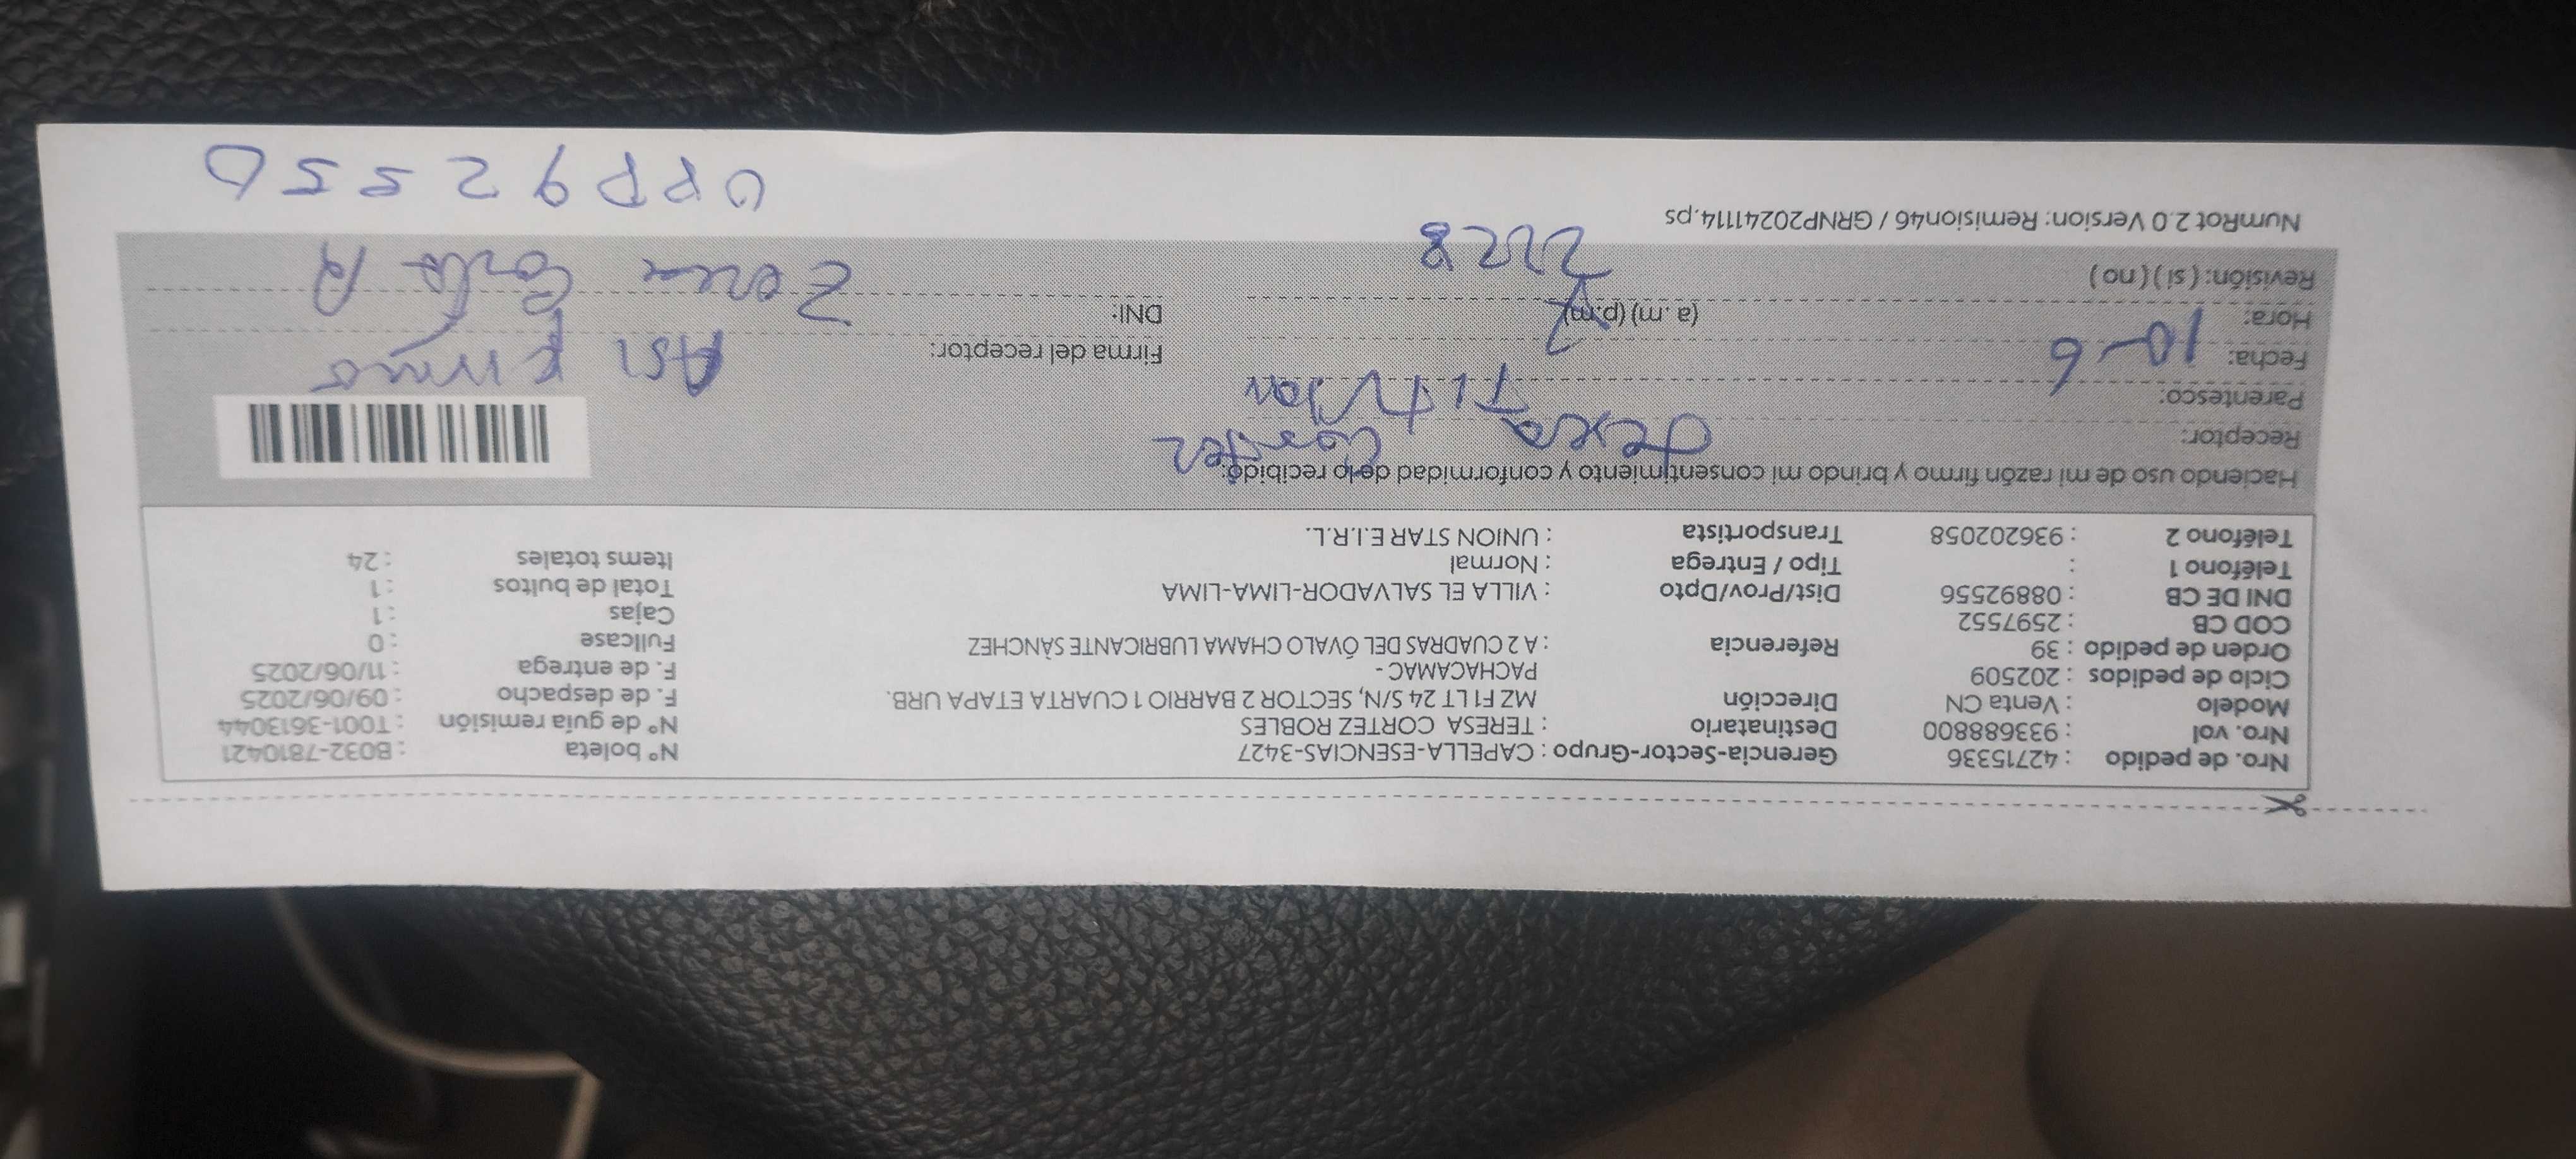 Nro. de pedido : 42715336 Gerencia-Sector-Grupo : CAPELLA-ESENCIAS-3427 N° boleta : B032-7810421
Nro. vol : 933688800 Destinatario : TERESA CORTEZ ROBLES N° de guía remisión : T001-3613044
Modelo : Venta CN Dirección MZ F1 LT 24 S/N, SECTOR 2 BARRIO 1 CUARTA ETAPA URB. F. de despacho : 09/06/2025
Ciclo de pedidos : 202509 PACHACAMAC - F. de entrega : 11/06/2025
Orden de pedido : 39 Referencia : A 2 CUADRAS DEL ÓVALO CHAMA LUBRICANTE SÀNCHEZ Fullcase : 0
COD CB : 2597552 Cajas : 1
DNI DE CB : 08892556 Dist/Prov/Dpto : VILLA EL SALVADOR-LIMA-LIMA Total de bultos : 1
Teléfono 1 : Tipo / Entrega : Normal Items totales : 24
Teléfono 2 : 936202058 Transportista : UNION STAR E.I.R.L.
Haciendo uso de mi razón firmo y brindo mi consentimiento y conformidad de lo recibido:
Receptor:
Parentesco: Titular
Fecha: 10-6 Firma del receptor:
Hora: (a.m) (p.m) DNI:
Revisión: ( si ) ( no )
2228
NumRot 2.0 Version: Remision46 / GRNP20241114.ps